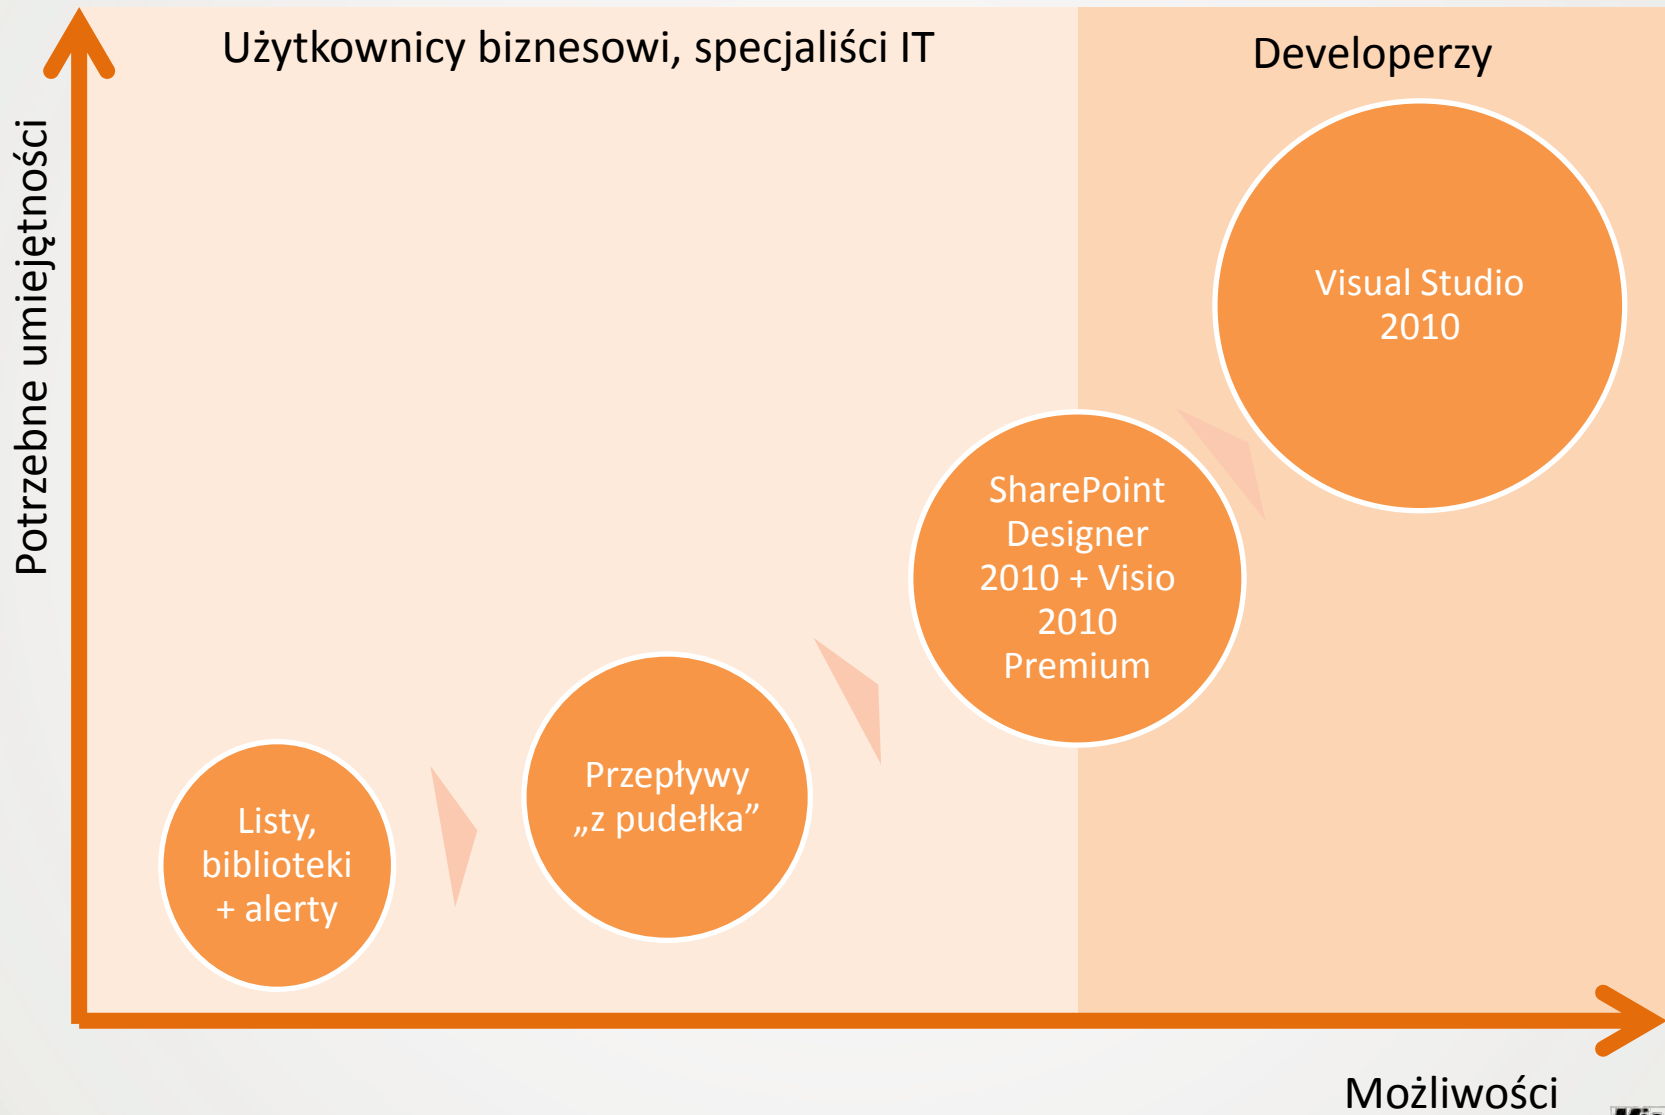 Użytkownicy biznesowi, specjaliści IT
Developerzy
Potrzebne umiejętności
Visual Studio
2010
SharePoint
Designer
2010 + Visio
2010
Premium
Przepływy
„z pudełka”
Listy,
biblioteki
+ alerty
Możliwości